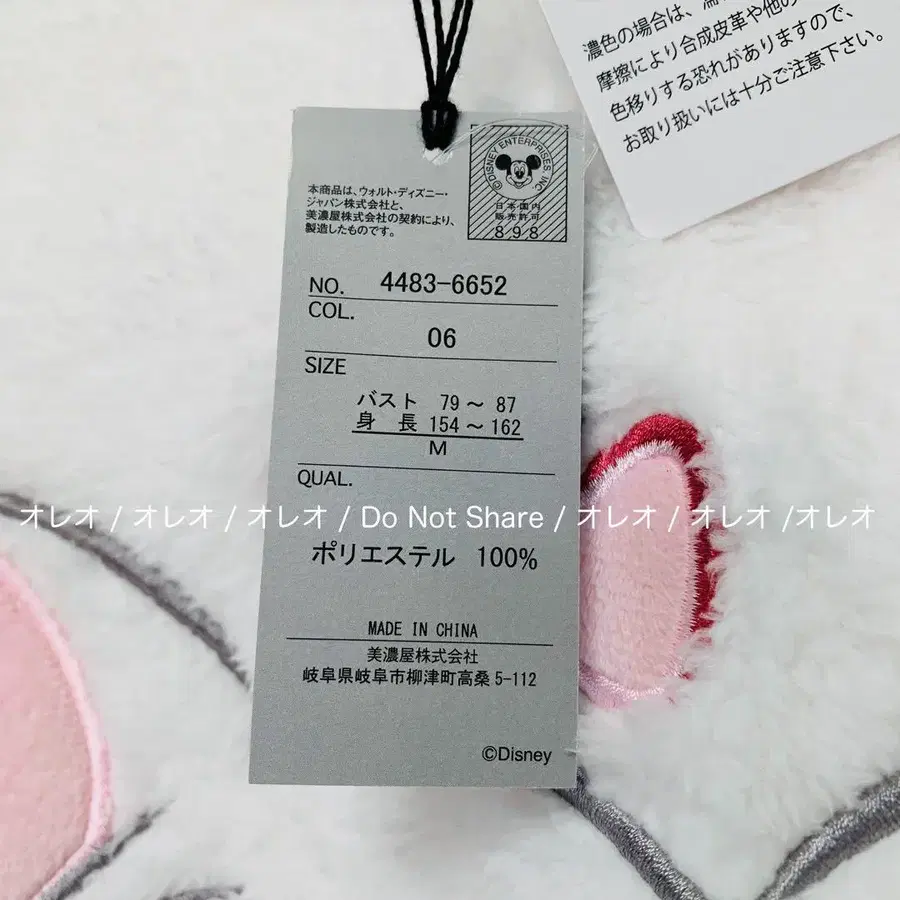 濃色の場合は、
摩擦により合成皮革や他の
色移りする恐れがありますので、
お取り扱いには十分ご注意下さい。
©DISNEY ENTERPRISES, INC.
日本国内
販売許可
898
本商品は、ウォルト・ディズニー・
ジャパン株式会社と、
美濃屋株式会社の契約により、
製造したものです。
NO. 4483-6652
COL.
06
SIZE
バスト 79～ 87
身 長 154～162
M
QUAL.
オレオ / オレオ / オレオ / Do Not Share / オレオ / オレオ /オレオ
ポリエステル 100%
MADE IN CHINA
美濃屋株式会社
岐阜県岐阜市柳津町高桑5-112
©Disney